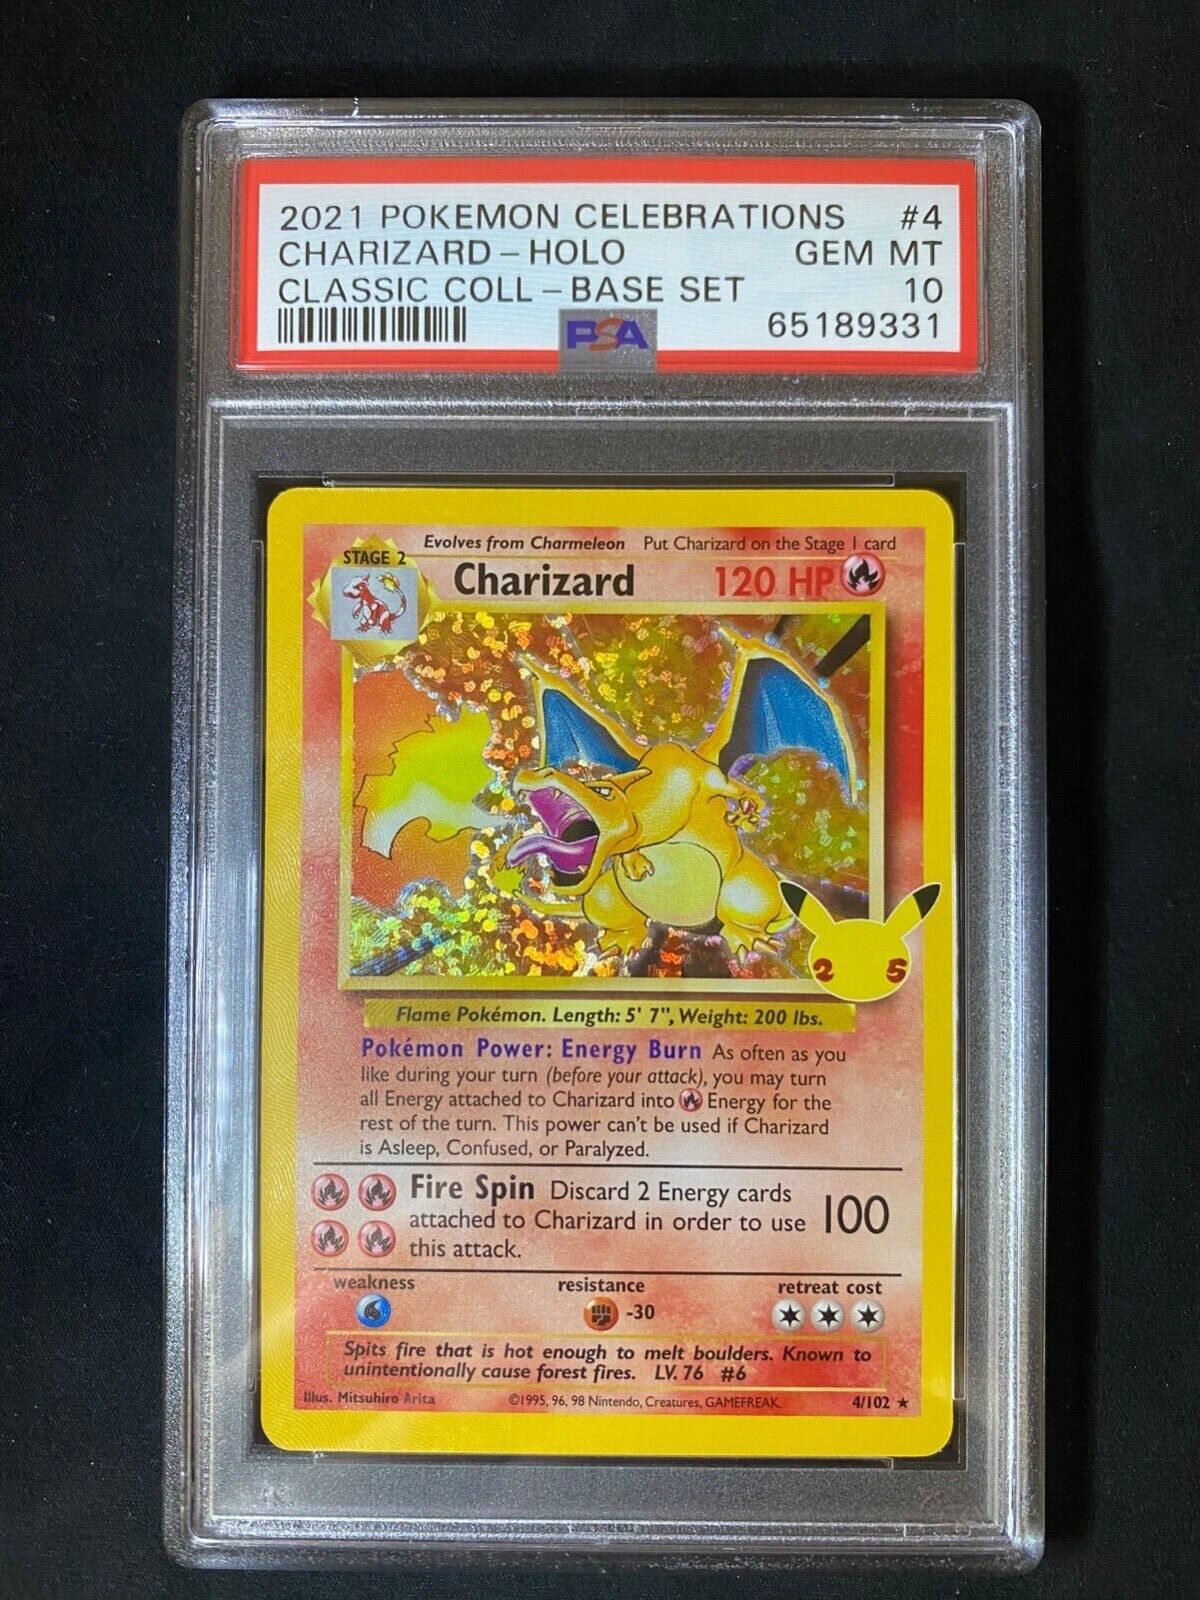 2021 POKEMON CELEBRATIONS #4
CHARIZARD – HOLO GEM MT
CLASSIC COLL – BASE SET 10
PSA 65189331
Evolves from Charmeleon Put Charizard on the Stage 1 card
STAGE 2
Charizard 120 HP
25
Flame Pokémon. Length: 5' 7", Weight: 200 lbs.
Pokémon Power: Energy Burn As often as you
like during your turn (before your attack), you may turn
all Energy attached to Charizard into Energy for the
rest of the turn. This power can't be used if Charizard
is Asleep, Confused, or Paralyzed.
Fire Spin Discard 2 Energy cards
attached to Charizard in order to use 100
this attack.
weakness resistance retreat cost
-30
Spits fire that is hot enough to melt boulders. Known to
unintentionally cause forest fires. LV. 76 #6
Illus. Mitsuhiro Arita ©1995, 96, 98 Nintendo, Creatures, GAMEFREAK. 4/102 ★